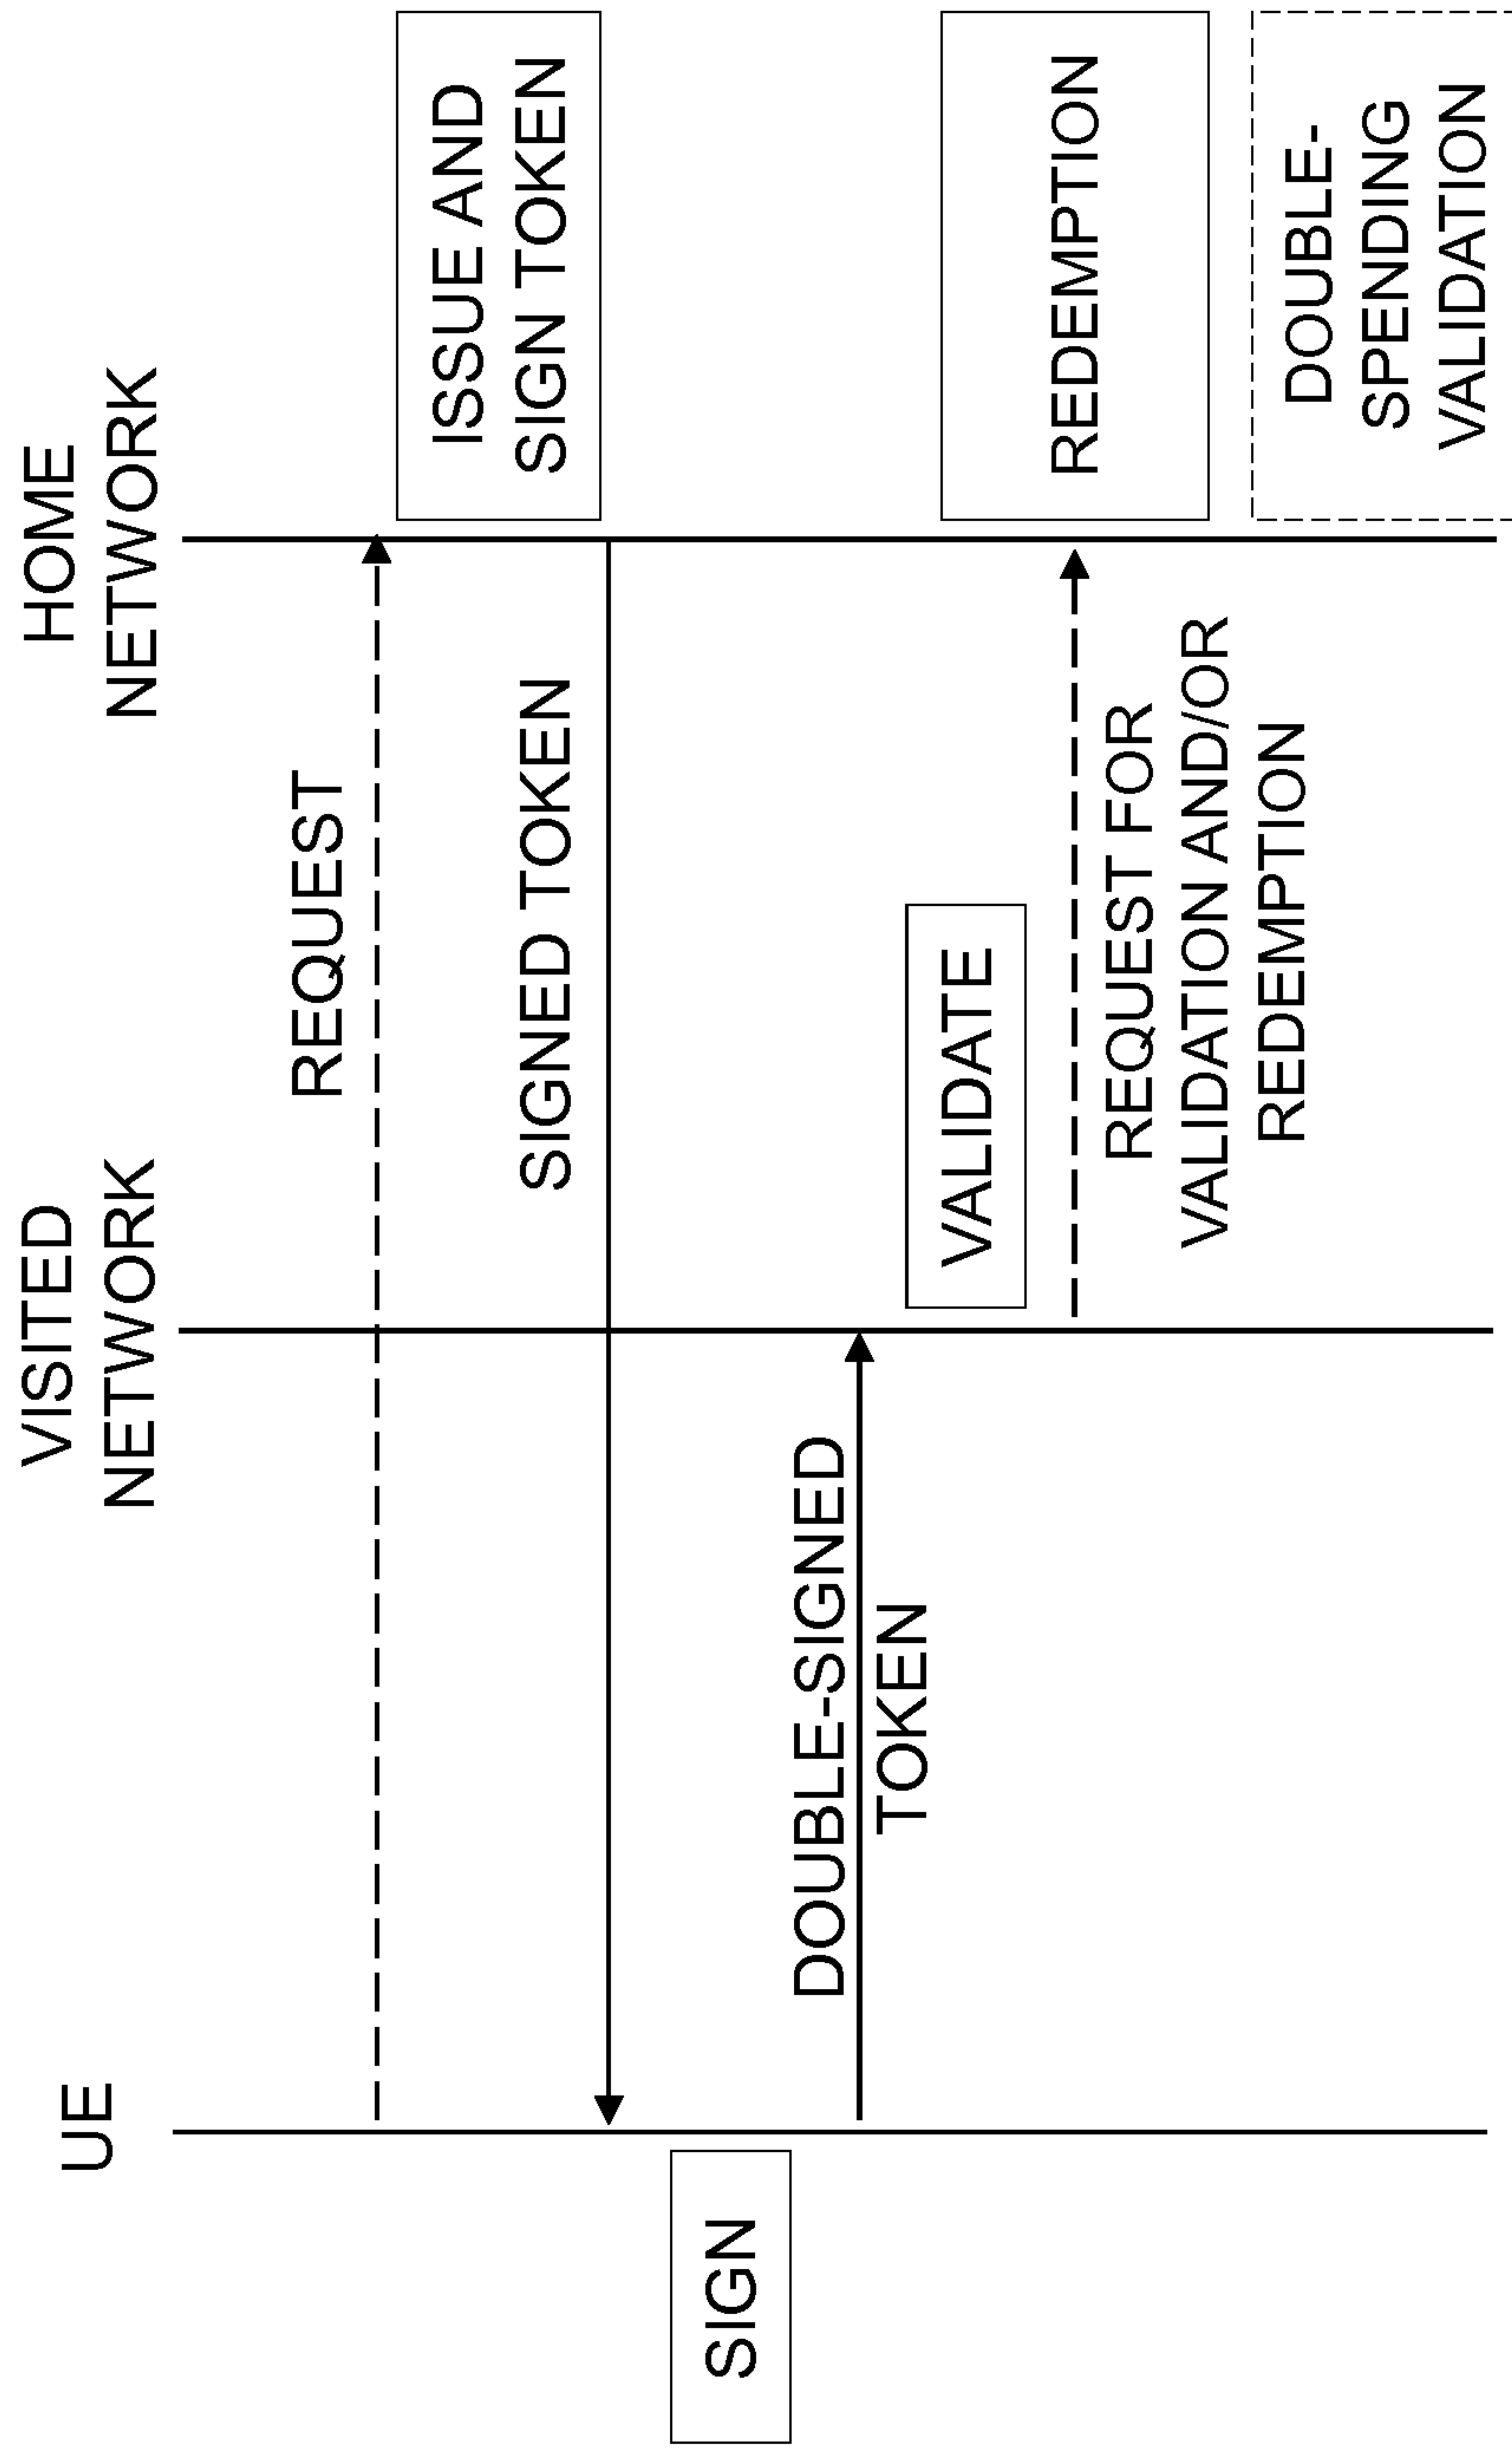 UE
VISITED
NETWORK
HOME
NETWORK
REQUEST
ISSUE AND
SIGN TOKEN
SIGNED TOKEN
SIGN
DOUBLE-SIGNED
TOKEN
VALIDATE
REQUEST FOR
VALIDATION AND/OR
REDEMPTION
REDEMPTION
DOUBLE-
SPENDING
VALIDATION